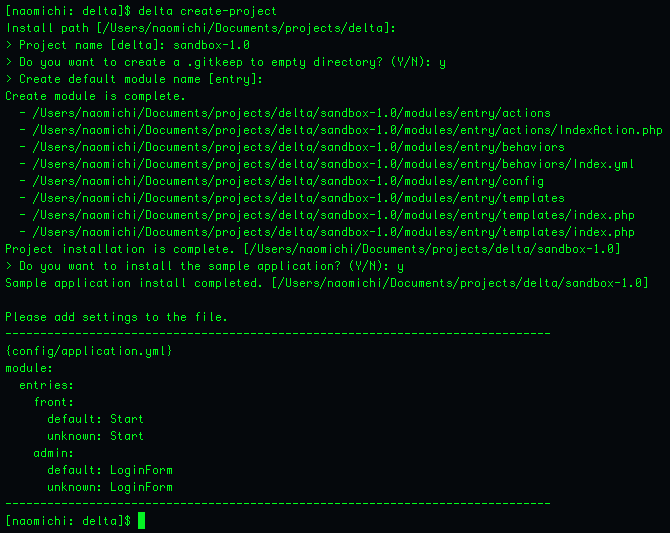 [naomichi: delta]$ delta create-project
Install path [/Users/naomichi/Documents/projects/delta]:
> Project name [delta]: sandbox-1.0
> Do you want to create a .gitkeep to empty directory? (Y/N): y
> Create default module name [entry]:
Create module is complete.
  - /Users/naomichi/Documents/projects/delta/sandbox-1.0/modules/entry/actions
  - /Users/naomichi/Documents/projects/delta/sandbox-1.0/modules/entry/actions/IndexAction.php
  - /Users/naomichi/Documents/projects/delta/sandbox-1.0/modules/entry/behaviors
  - /Users/naomichi/Documents/projects/delta/sandbox-1.0/modules/entry/behaviors/Index.yml
  - /Users/naomichi/Documents/projects/delta/sandbox-1.0/modules/entry/config
  - /Users/naomichi/Documents/projects/delta/sandbox-1.0/modules/entry/templates
  - /Users/naomichi/Documents/projects/delta/sandbox-1.0/modules/entry/templates/index.php
  - /Users/naomichi/Documents/projects/delta/sandbox-1.0/modules/entry/templates/index.php
Project installation is complete. [/Users/naomichi/Documents/projects/delta/sandbox-1.0]
> Do you want to install the sample application? (Y/N): y
Sample application install completed. [/Users/naomichi/Documents/projects/delta/sandbox-1.0]

Please add settings to the file.
--------------------------------------------------------------------------------
{config/application.yml}
module:
  entries:
    front:
      default: Start
      unknown: Start
    admin:
      default: LoginForm
      unknown: LoginForm
--------------------------------------------------------------------------------
[naomichi: delta]$